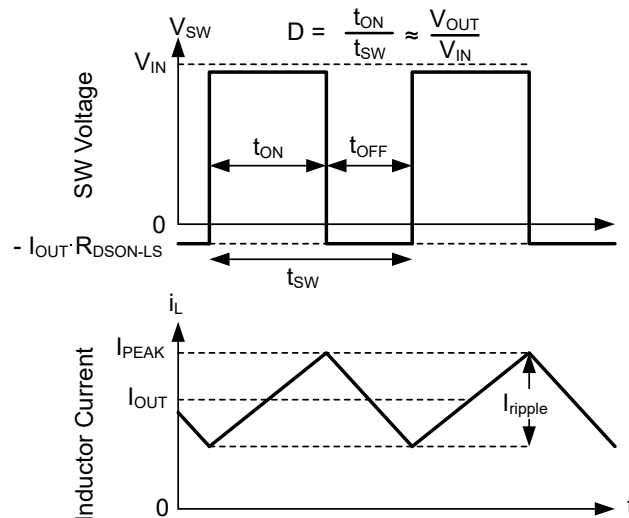 V_SW
D = t_ON / t_SW ≈ V_OUT / V_IN
V_IN
SW Voltage
t_ON
t_OFF
0
- I_OUT·R_DSON-LS
t_SW
i_L
Inductor Current
I_PEAK
I_OUT
I_ripple
0
t